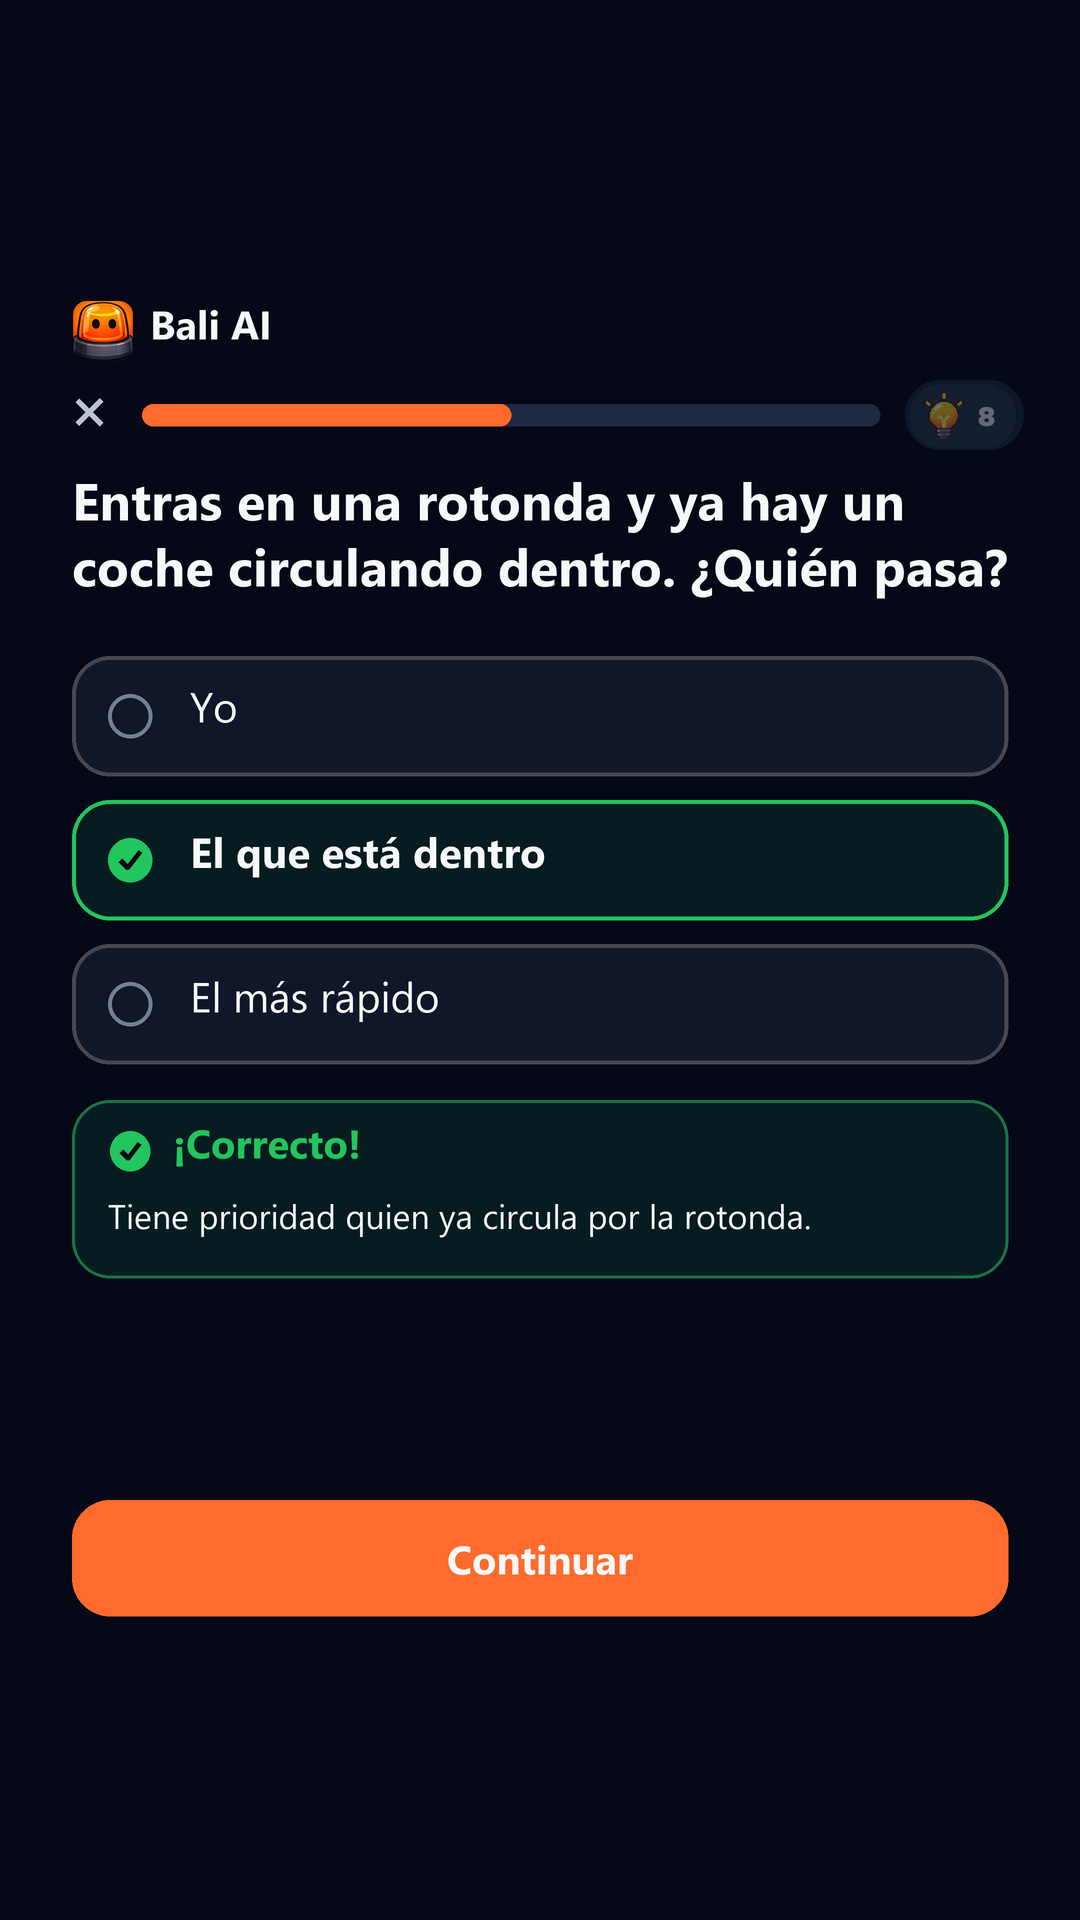 Bali AI
8
Entras en una rotonda y ya hay un
coche circulando dentro. ¿Quién pasa?
Yo
El que está dentro
El más rápido
¡Correcto!
Tiene prioridad quien ya circula por la rotonda.
Continuar